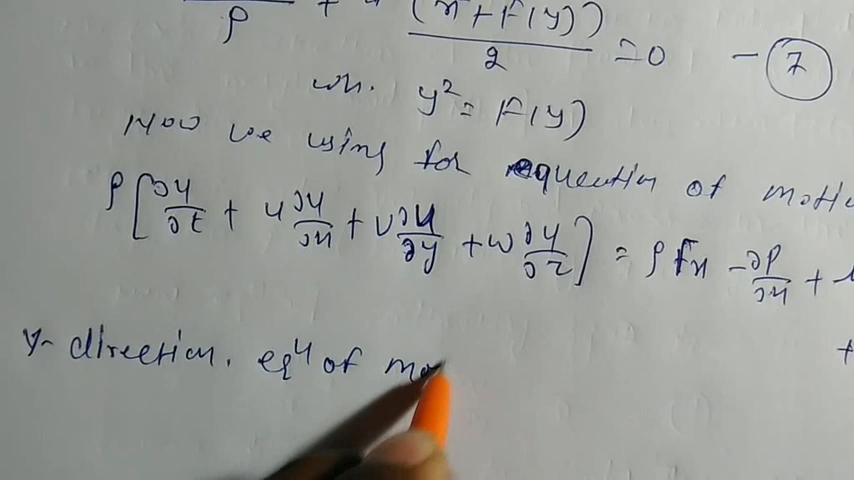 ρ + (x + F(y)) / 2 = 0 - 7
wh. y² = F(y)
Now we using for equation of motio
ρ[∂u/∂t + u ∂u/∂x + v ∂u/∂y + w ∂u/∂z] = ρ Fx - ∂p/∂x +
+
Y- direction. eqⁿ of mo